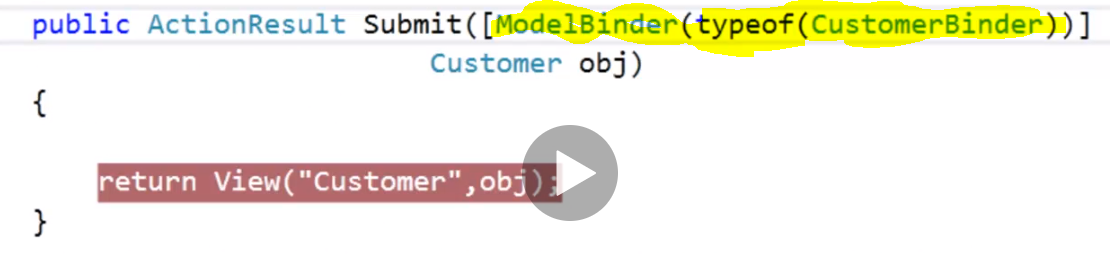 public ActionResult Submit([ModelBinder(typeof(CustomerBinder))]
Customer obj)
{
return View("Customer",obj);
}